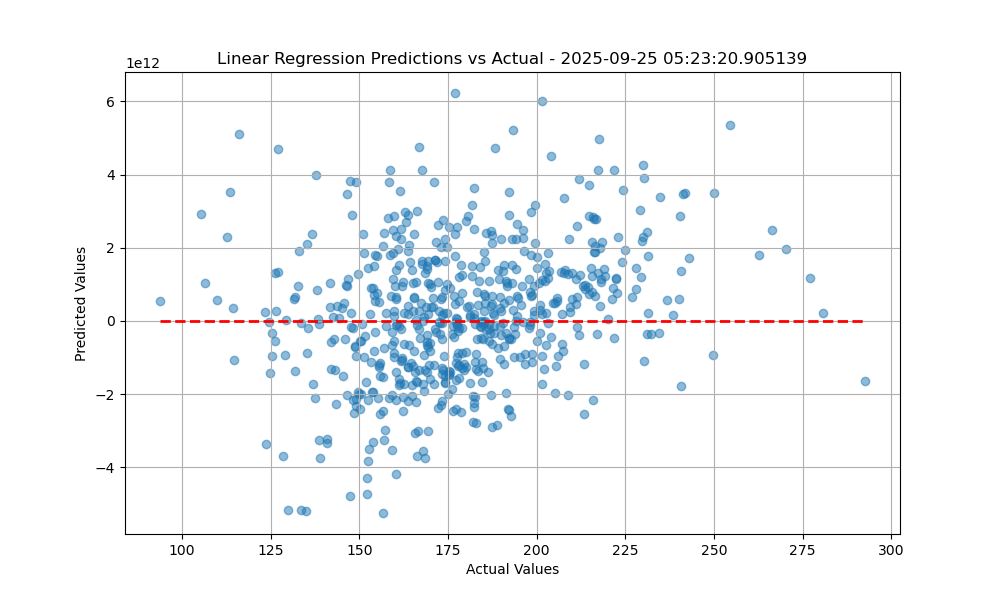 Linear Regression Predictions vs Actual - 2025-09-25 05:23:20.905139
1e12
6
4
2
0
−2
−4
Predicted Values
100 125 150 175 200 225 250 275 300
Actual Values